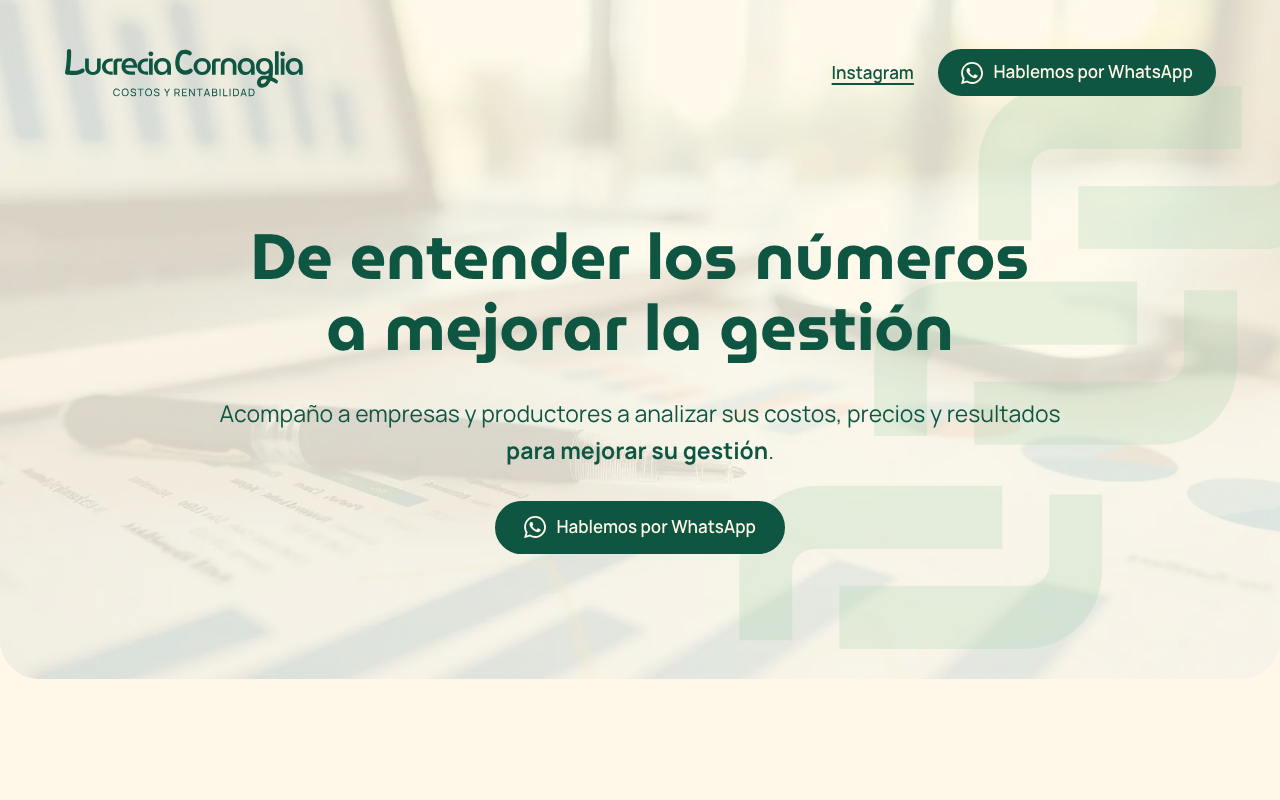 Lucrecia Cornaglia
COSTOS Y RENTABILIDAD
Instagram
Hablemos por WhatsApp
De entender los números
a mejorar la gestión
Acompaño a empresas y productores a analizar sus costos, precios y resultados
para mejorar su gestión.
Hablemos por WhatsApp